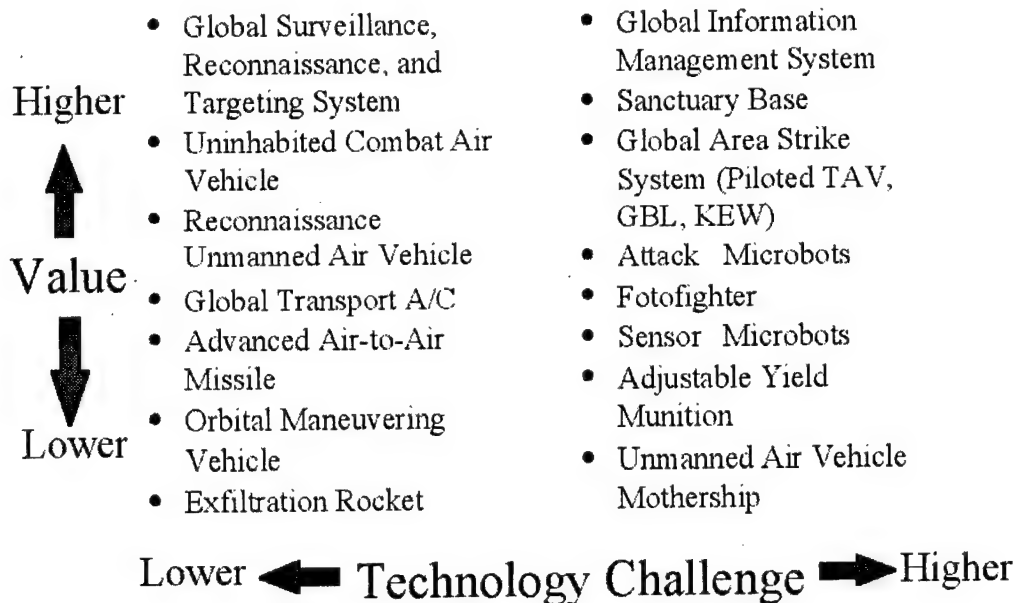 Higher
Value
Lower
• Global Surveillance,
Reconnaissance, and
Targeting System
• Uninhabited Combat Air
Vehicle
• Reconnaissance
Unmanned Air Vehicle
• Global Transport A/C
• Advanced Air-to-Air
Missile
• Orbital Maneuvering
Vehicle
• Exfiltration Rocket
• Global Information
Management System
• Sanctuary Base
• Global Area Strike
System (Piloted TAV,
GBL, KEW)
• Attack Microbots
• Fotofighter
• Sensor Microbots
• Adjustable Yield
Munition
• Unmanned Air Vehicle
Mothership
Lower Technology Challenge Higher